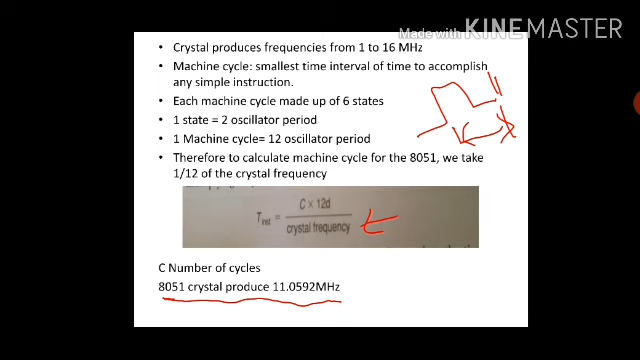 Made with KINEMASTER
• Crystal produces frequencies from 1 to 16 MHz
• Machine cycle: smallest time interval of time to accomplish
any simple instruction.
• Each machine cycle made up of 6 states
• 1 state = 2 oscillator period
• 1 Machine cycle= 12 oscillator period
• Therefore to calculate machine cycle for the 8051, we take
1/12 of the crystal frequency
C × 12d
T inst =
crystal frequency
C Number of cycles
8051 crystal produce 11.0592MHz